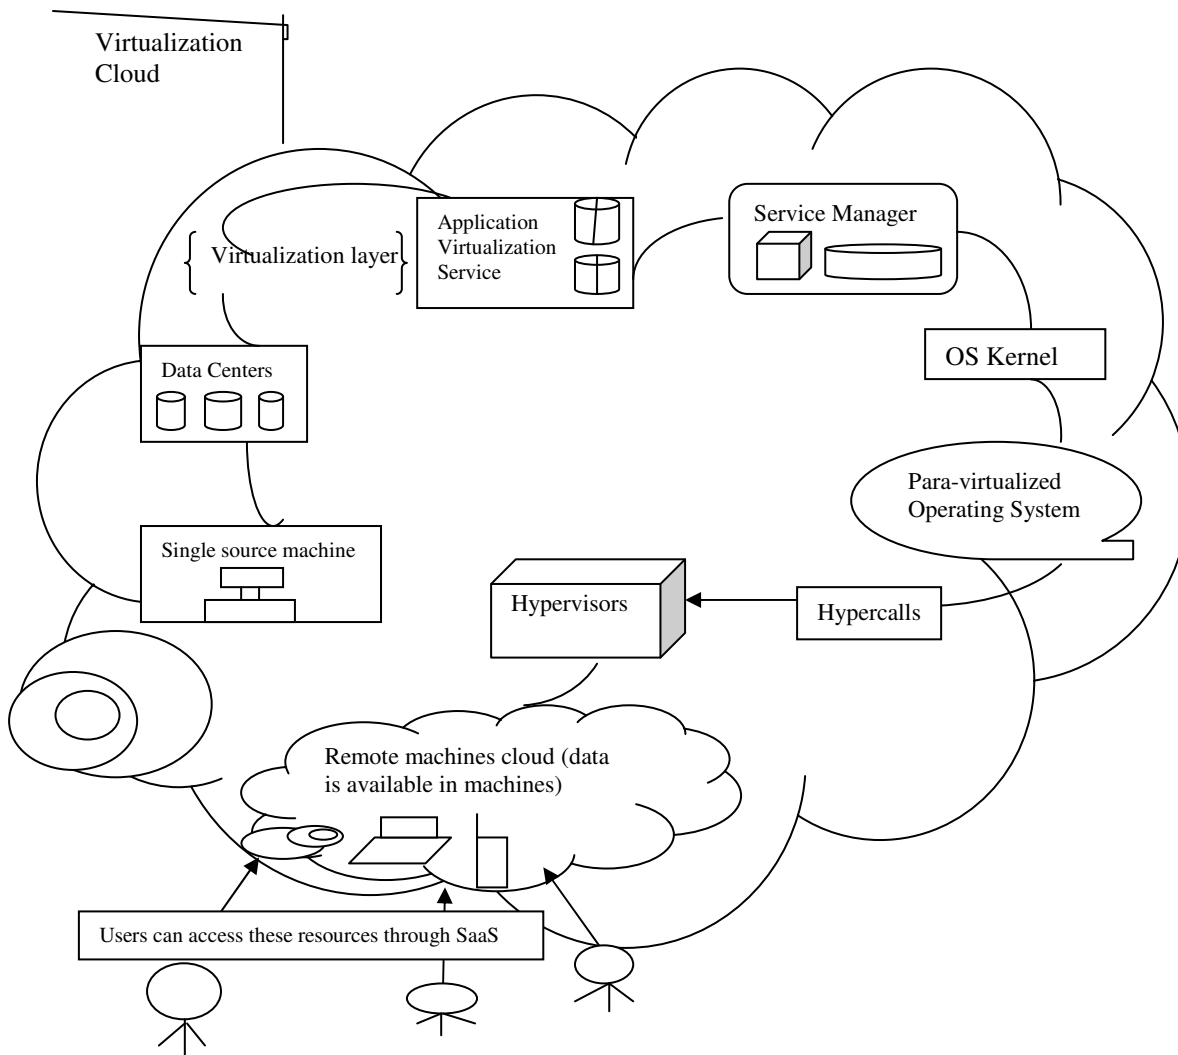 Virtualization
Cloud
Application
Virtualization
Service
Service Manager
Virtualization layer
OS Kernel
Data Centers
Para-virtualized
Operating System
Single source machine
Hypervisors
Hypercalls
Remote machines cloud (data
is available in machines)
Users can access these resources through SaaS